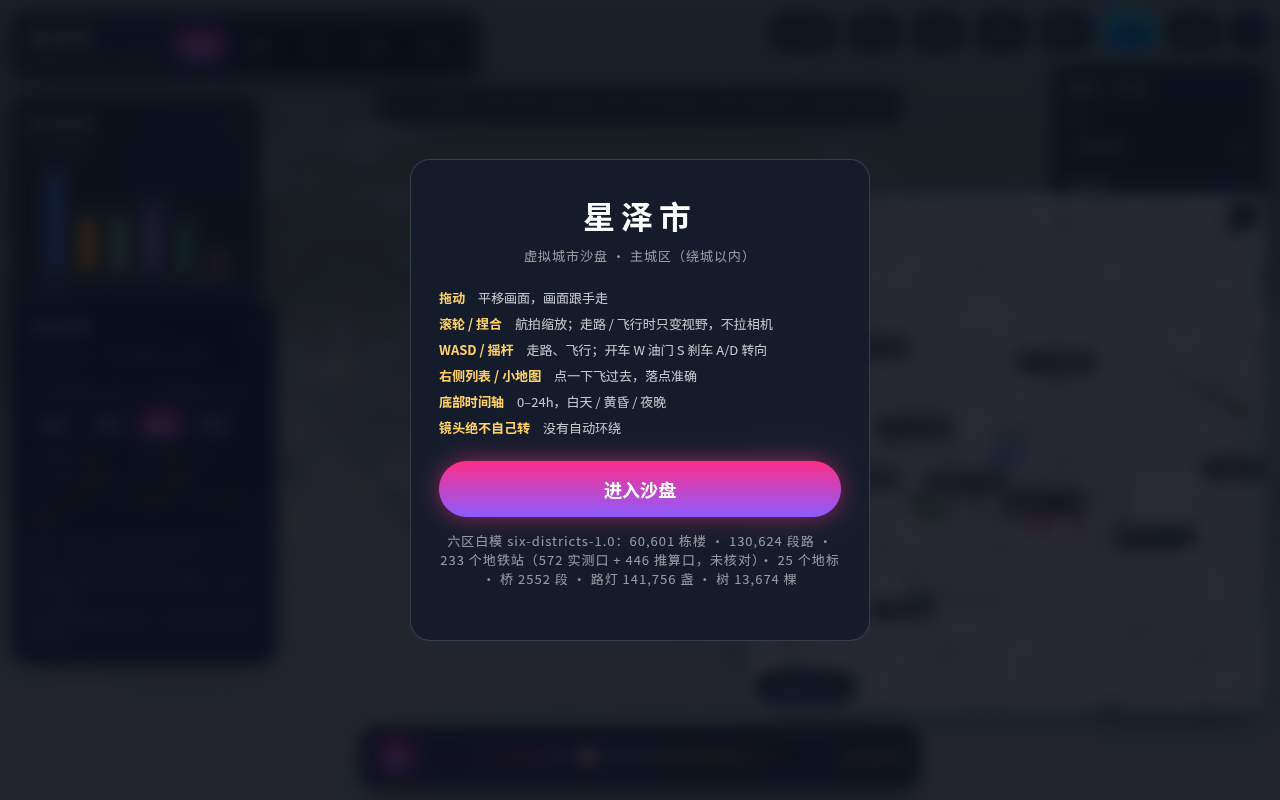 星泽市
虚拟城市沙盘 · 主城区（绕城以内）
拖动 平移画面，画面跟手走
滚轮 / 捏合 航拍缩放；走路 / 飞行时只变视野，不拉相机
WASD / 摇杆 走路、飞行；开车 W 油门 S 刹车 A/D 转向
右侧列表 / 小地图 点一下飞过去，落点准确
底部时间轴 0–24h，白天 / 黄昏 / 夜晚
镜头绝不自己转 没有自动环绕
进入沙盘
六区白模 six-districts-1.0：60,601 栋楼 · 130,624 段路 ·
233 个地铁站（572 实测口 + 446 推算口，未核对）· 25 个地标
· 桥 2552 段 · 路灯 141,756 盏 · 树 13,674 棵